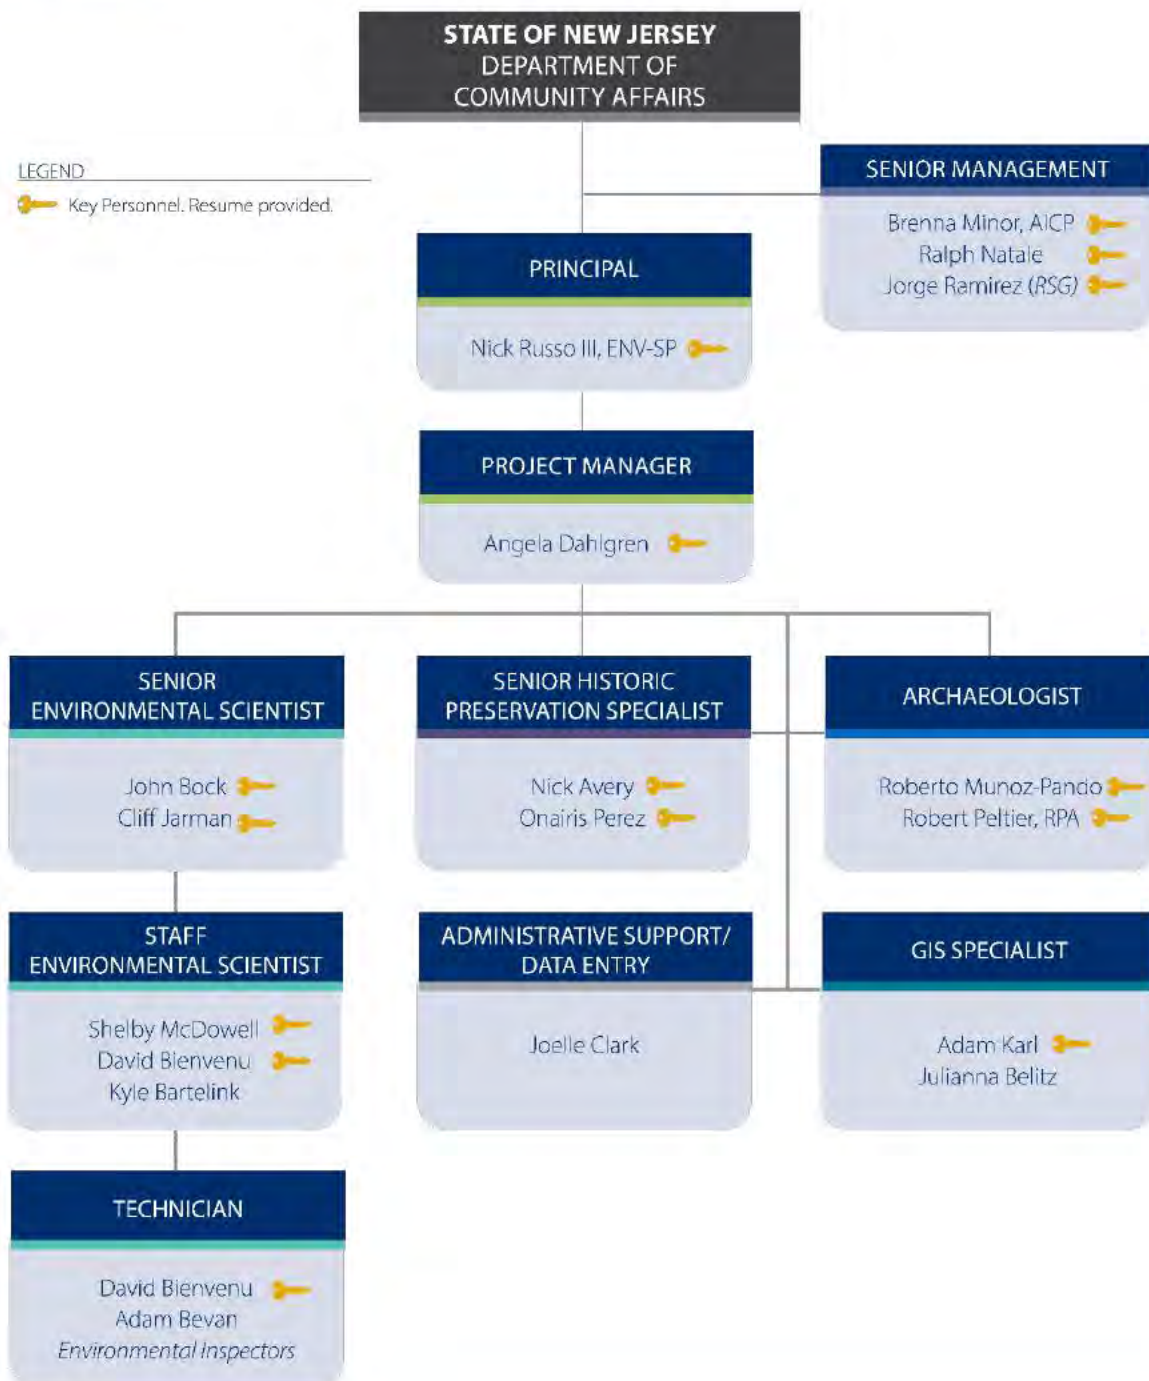 STATE OF NEW JERSEY
DEPARTMENT OF
COMMUNITY AFFAIRS
LEGEND
Key Personnel. Resume provided.
SENIOR MANAGEMENT
Brenna Minor, AICP
Ralph Natale
Jorge Ramirez (RSG)
PRINCIPAL
Nick Russo III, ENV-SP
PROJECT MANAGER
Angela Dahlgren
SENIOR
ENVIRONMENTAL SCIENTIST
John Bock
Cliff Jarman
SENIOR HISTORIC
PRESERVATION SPECIALIST
Nick Avery
Onairis Perez
ARCHAEOLOGIST
Roberto Munoz-Pando
Robert Peltier, RPA
STAFF
ENVIRONMENTAL SCIENTIST
Shelby McDowell
David Bienvenu
Kyle Bartelink
ADMINISTRATIVE SUPPORT/
DATA ENTRY
Joelle Clark
GIS SPECIALIST
Adam Karl
Julianna Belitz
TECHNICIAN
David Bienvenu
Adam Bevan
Environmental Inspectors